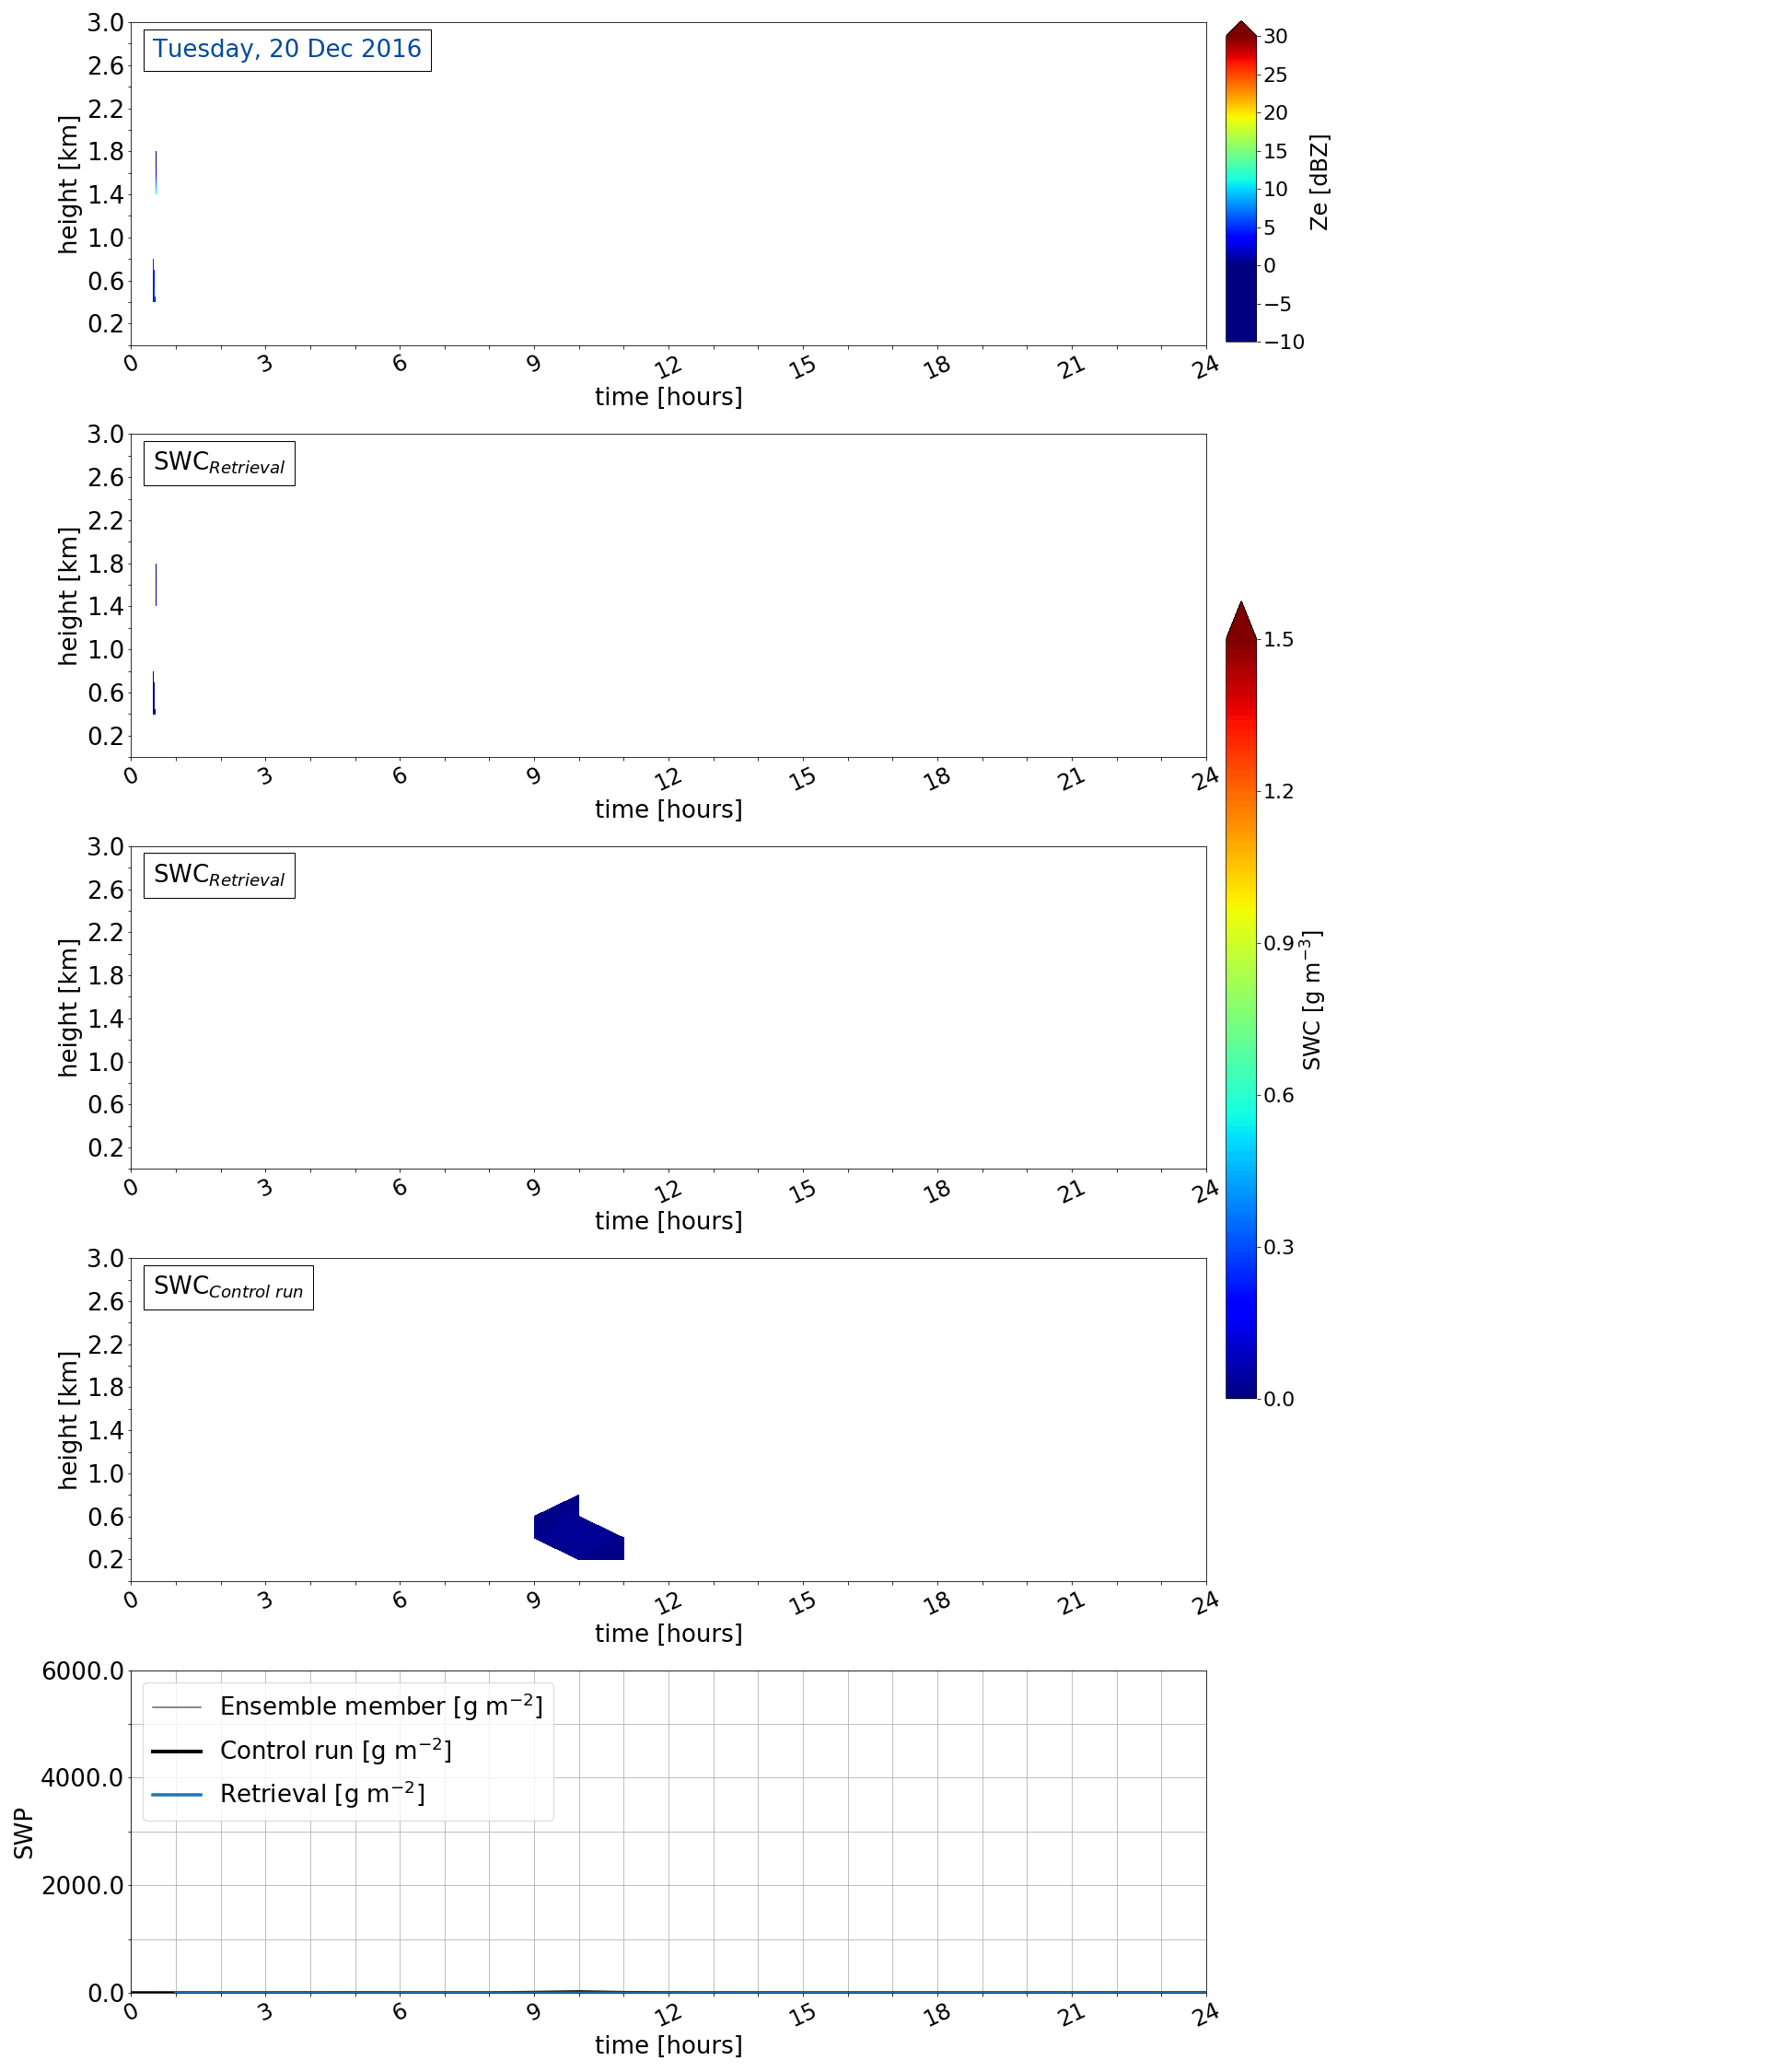 3.0
Tuesday, 20 Dec 2016
2.6
2.2
1.8
1.4
1.0
0.6
0.2
height [km]
0 3 6 9 12 15 18 21 24
time [hours]
30
25
20
15
10
5
0
−5
−10
Ze [dBZ]
3.0
SWC_Retrieval
2.6
2.2
1.8
1.4
1.0
0.6
0.2
height [km]
0 3 6 9 12 15 18 21 24
time [hours]
3.0
SWC_Retrieval
2.6
2.2
1.8
1.4
1.0
0.6
0.2
height [km]
0 3 6 9 12 15 18 21 24
time [hours]
1.5
1.2
0.9
0.6
0.3
0.0
SWC [g m⁻³]
3.0
SWC_Control run
2.6
2.2
1.8
1.4
1.0
0.6
0.2
height [km]
0 3 6 9 12 15 18 21 24
time [hours]
6000.0
4000.0
2000.0
0.0
SWP
Ensemble member [g m⁻²]
Control run [g m⁻²]
Retrieval [g m⁻²]
0 3 6 9 12 15 18 21 24
time [hours]